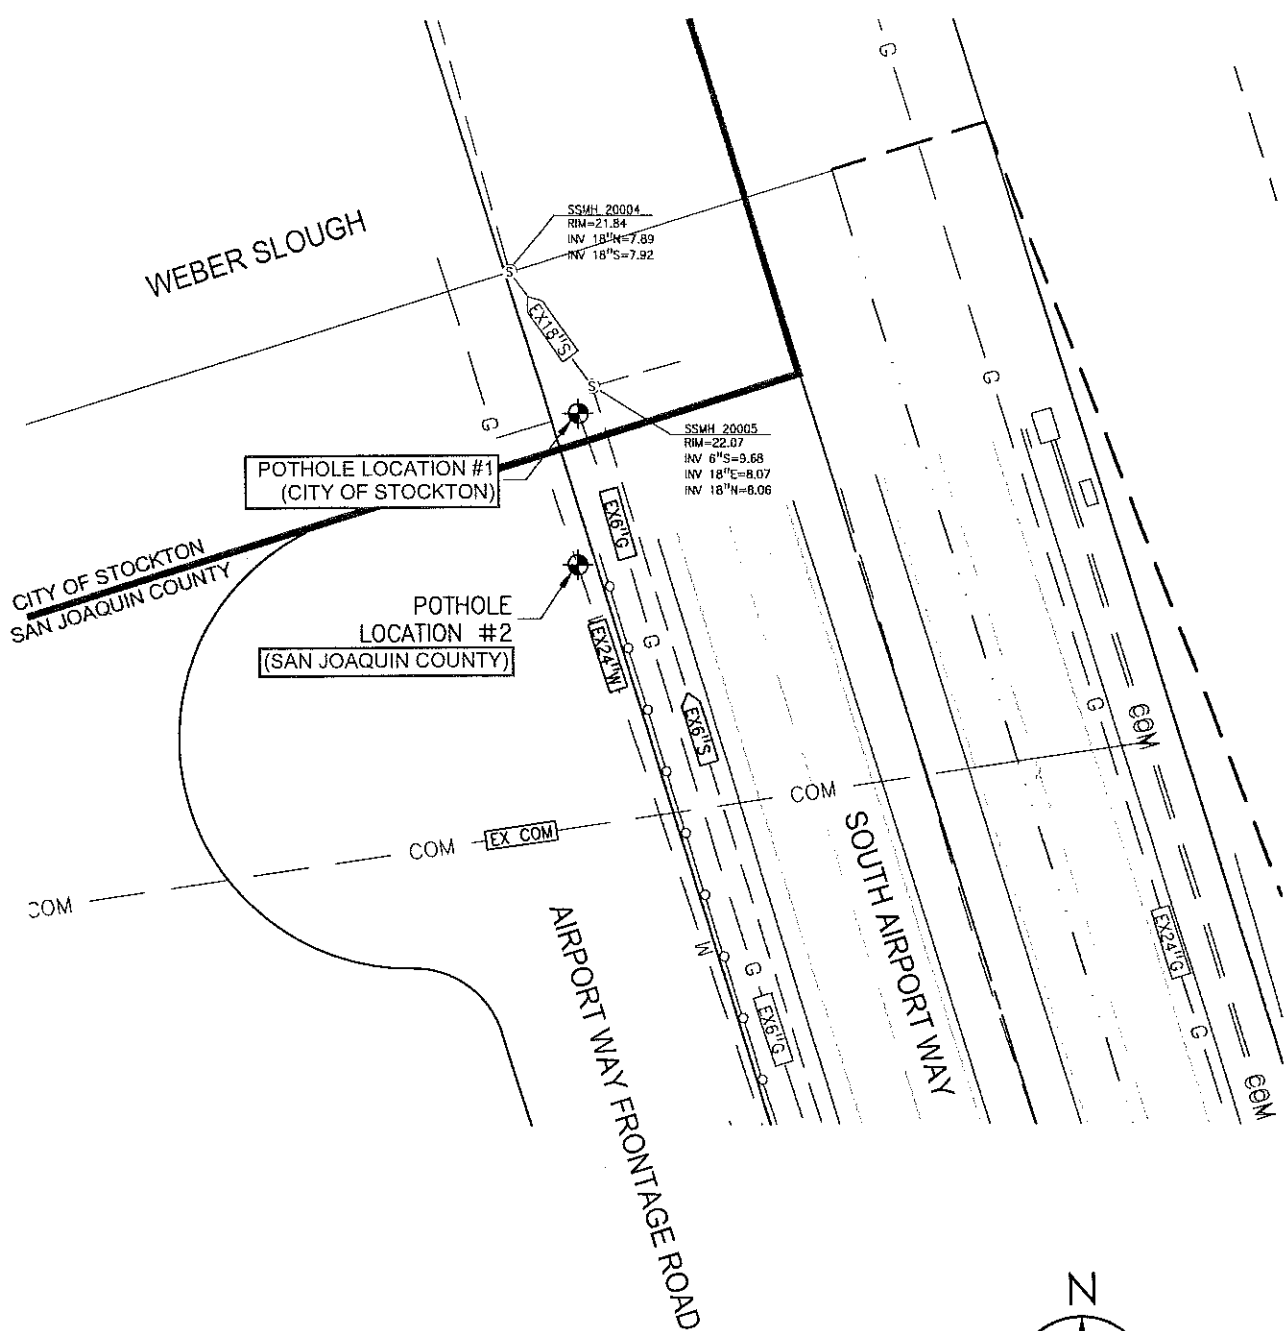 G
SSMH 20004
RIM=21.84
INV 18"N=7.89
INV 18"S=7.92
WEBER SLOUGH
S
EX18"S
G
S
G
SSMH 20005
RIM=22.07
INV 6"S=9.68
INV 18"E=8.07
INV 18"N=8.06
POTHOLE LOCATION #1
(CITY OF STOCKTON)
EX6"G
CITY OF STOCKTON
SAN JOAQUIN COUNTY
POTHOLE
LOCATION #2
(SAN JOAQUIN COUNTY)
EX24"W
G
EX6"S
G
COM
COM
COM
EX COM
COM
SOUTH AIRPORT WAY
AIRPORT WAY FRONTAGE ROAD
W
G
EX6"G
EX24"G
G
COM
N